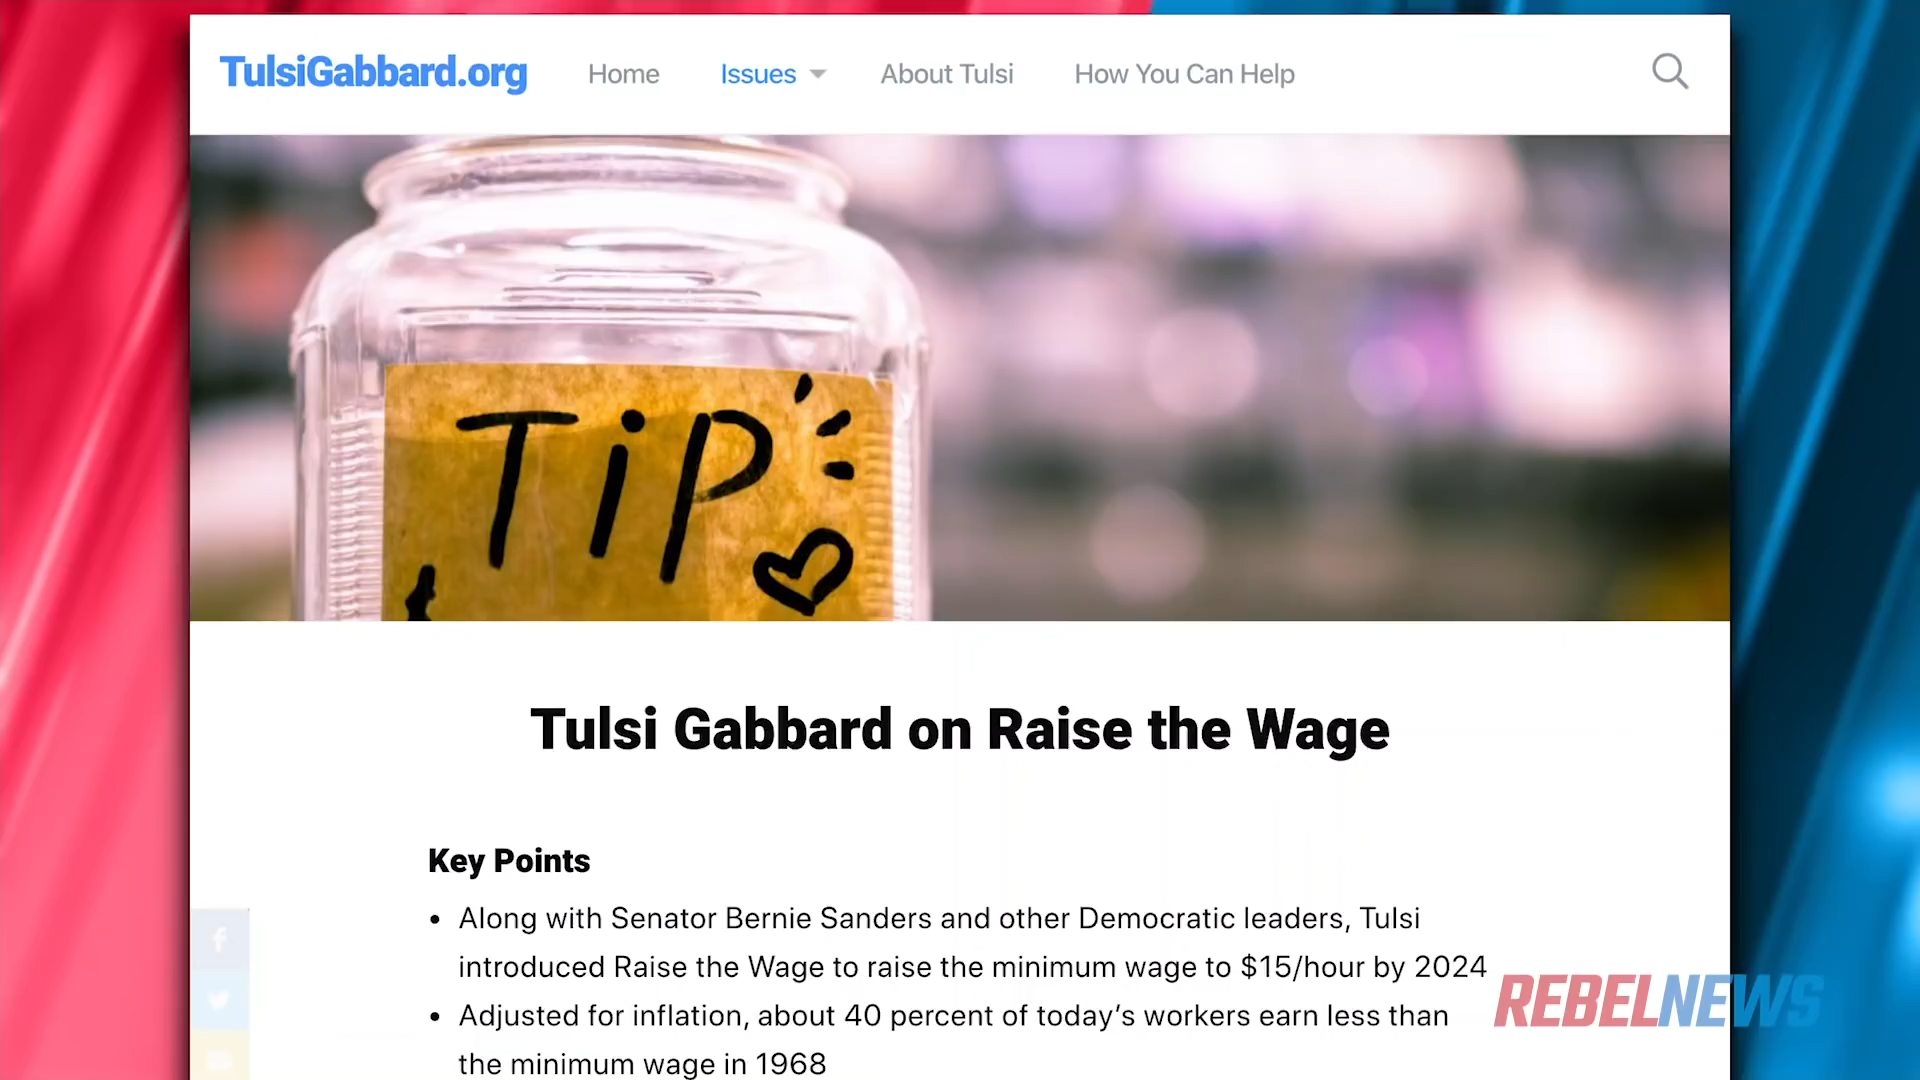 TulsiGabbard.org Home Issues About Tulsi How You Can Help
TiP
Tulsi Gabbard on Raise the Wage
Key Points
• Along with Senator Bernie Sanders and other Democratic leaders, Tulsi
introduced Raise the Wage to raise the minimum wage to $15/hour by 2024
• Adjusted for inflation, about 40 percent of today’s workers earn less than
the minimum wage in 1968
REBELNEWS